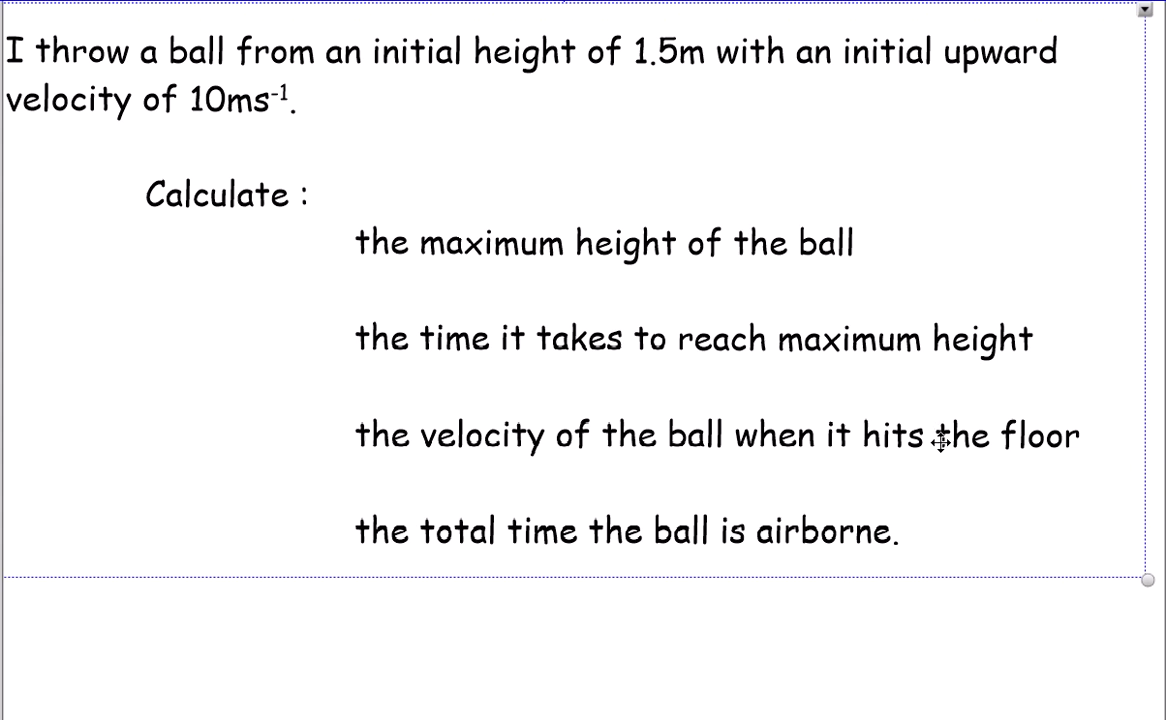 I throw a ball from an initial height of 1.5m with an initial upward
velocity of 10ms⁻¹.
Calculate :
the maximum height of the ball
the time it takes to reach maximum height
the velocity of the ball when it hits the floor
the total time the ball is airborne.